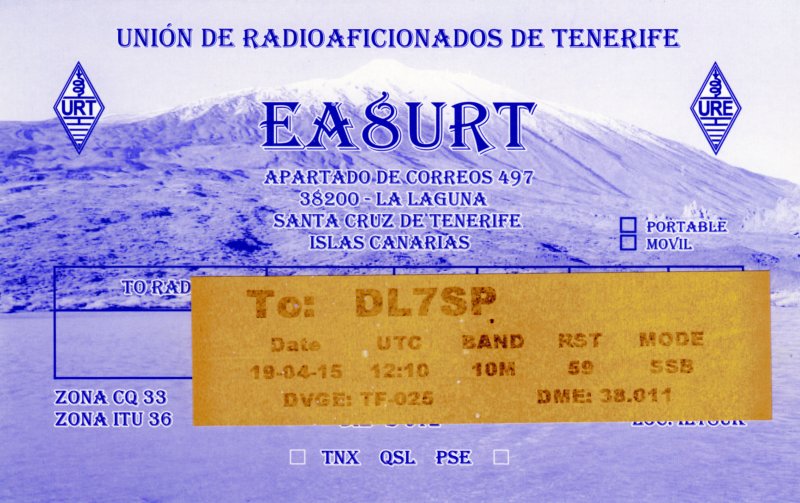 UNIÓN DE RADIOAFICIONADOS DE TENERIFE
URT
URE
EA8URT
APARTADO DE CORREOS 497
38200 - LA LAGUNA
SANTA CRUZ DE TENERIFE
ISLAS CANARIAS
PORTABLE
MOVIL
TO RAD
To: DL7SP
Date UTC BAND RST MODE
19-04-15 12:10 10M 59 SSB
DVGE: TF-025 DME: 38.011
ZONA CQ 33
ZONA ITU 36
TNX QSL PSE